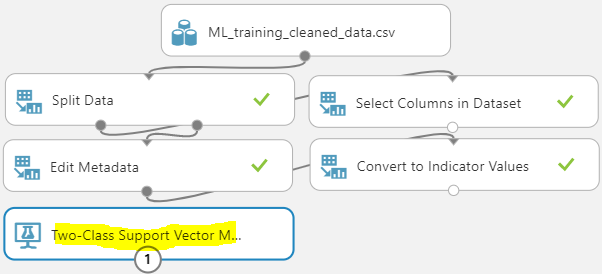 ML_training_cleaned_data.csv
Split Data
Select Columns in Dataset
Edit Metadata
Convert to Indicator Values
Two-Class Support Vector M...
1